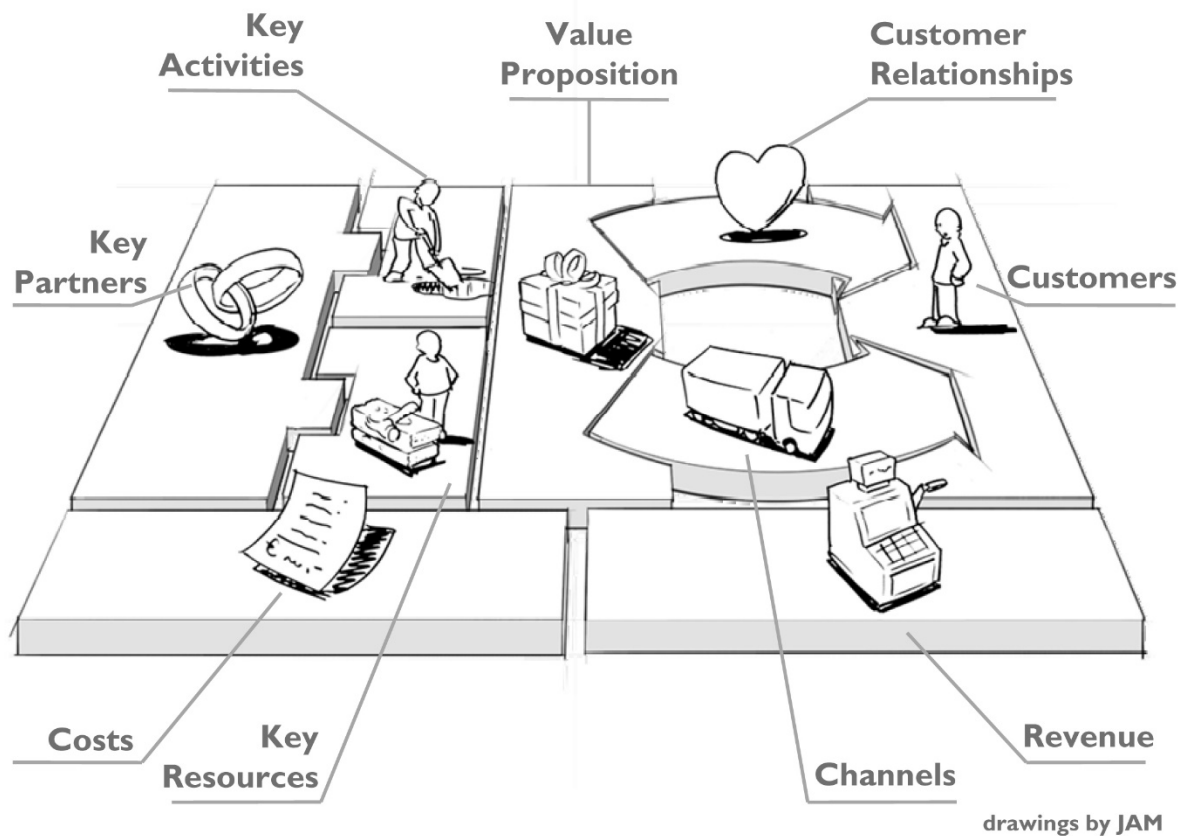 Key
Activities
Value
Proposition
Customer
Relationships
Key
Partners
Customers
€
Costs
Key
Resources
Channels
Revenue
drawings by JAM